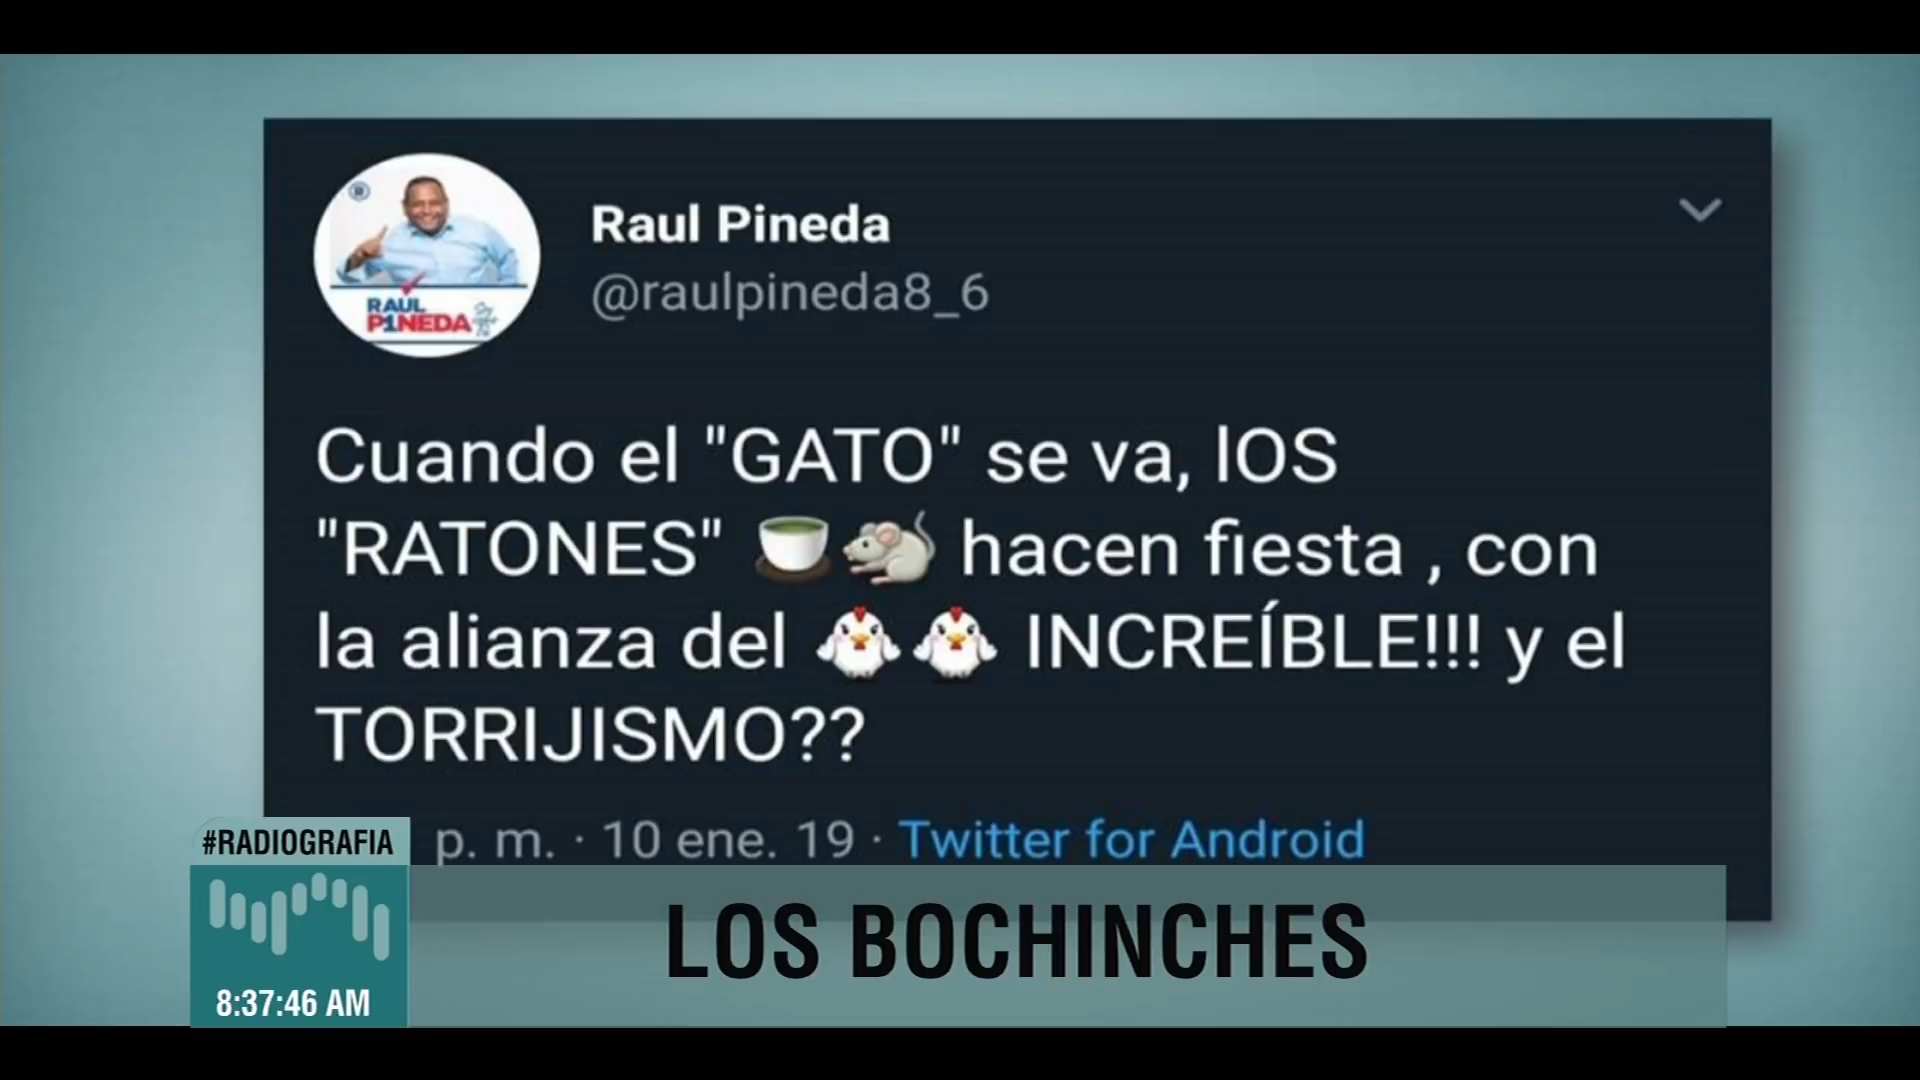 RAUL
P1NEDA
Raul Pineda
@raulpineda8_6
Cuando el "GATO" se va, lOS
"RATONES" 🍵🐁 hacen fiesta , con
la alianza del 🐔🐔 INCREÍBLE!!! y el
TORRIJISMO??
p. m. · 10 ene. 19 · Twitter for Android
#RADIOGRAFIA
LOS BOCHINCHES
8:37:46 AM